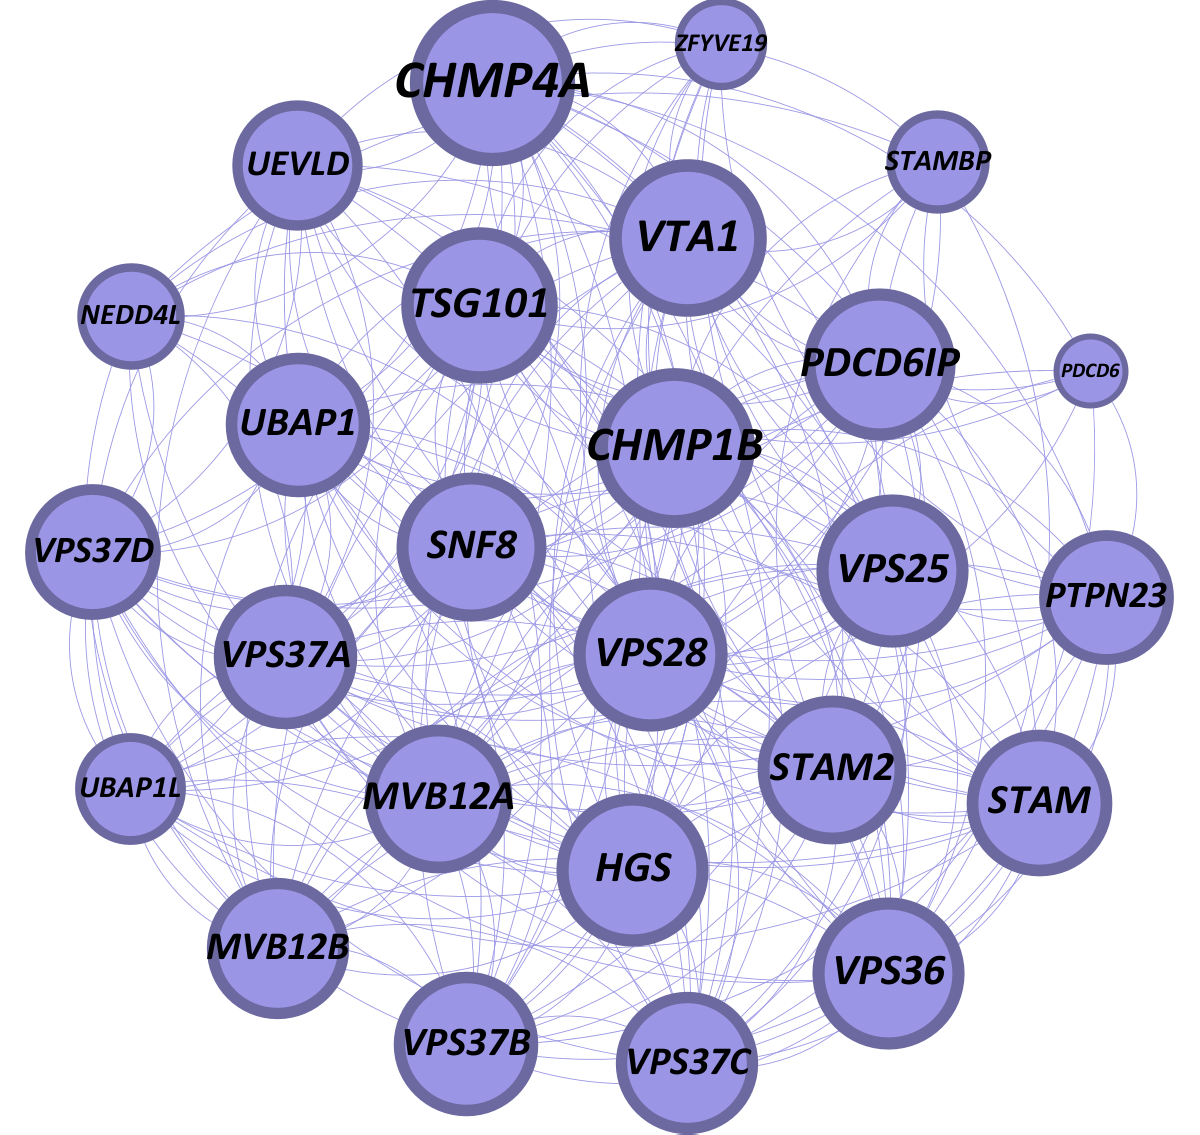 ZFYVE19
CHMP4A
STAMBP
UEVLD
VTA1
TSG101
NEDD4L
PDCD6IP
PDCD6
UBAP1
CHMP1B
SNF8
VPS37D
VPS25
PTPN23
VPS37A
VPS28
STAM2
UBAP1L
MVB12A
STAM
HGS
MVB12B
VPS36
VPS37B
VPS37C